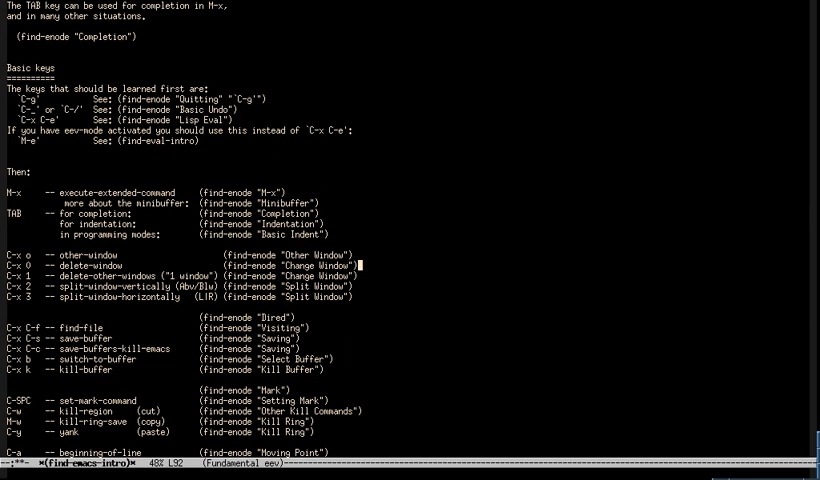 The TAB key can be used for completion in M-x,
and in many other situations.
(find-enode "Completion")
Basic keys
==========
The keys that should be learned first are:
`C-g' See: (find-enode "Quitting" "`C-g'")
`C-_' or `C-/' See: (find-enode "Basic Undo")
`C-x C-e' See: (find-enode "Lisp Eval")
If you have eev-mode activated you should use this instead of `C-x C-e':
`M-e' See: (find-eval-intro)
Then:
M-x -- execute-extended-command (find-enode "M-x")
more about the minibuffer: (find-enode "Minibuffer")
TAB -- for completion: (find-enode "Completion")
for indentation: (find-enode "Indentation")
in programming modes: (find-enode "Basic Indent")
C-x o -- other-window (find-enode "Other Window")
C-x 0 -- delete-window (find-enode "Change Window")
C-x 1 -- delete-other-windows ("1 window") (find-enode "Change Window")
C-x 2 -- split-window-vertically (Abv/Blw) (find-enode "Split Window")
C-x 3 -- split-window-horizontally (L|R) (find-enode "Split Window")
(find-enode "Dired")
C-x C-f -- find-file (find-enode "Visiting")
C-x C-s -- save-buffer (find-enode "Saving")
C-x C-c -- save-buffers-kill-emacs (find-enode "Saving")
C-x b -- switch-to-buffer (find-enode "Select Buffer")
C-x k -- kill-buffer (find-enode "Kill Buffer")
(find-enode "Mark")
C-SPC -- set-mark-command (find-enode "Setting Mark")
C-w -- kill-region (cut) (find-enode "Other Kill Commands")
M-w -- kill-ring-save (copy) (find-enode "Kill Ring")
C-y -- yank (paste) (find-enode "Kill Ring")
C-a -- beginning-of-line (find-enode "Moving Point")
--:**- *(find-emacs-intro)* 48% L92 (Fundamental eev)